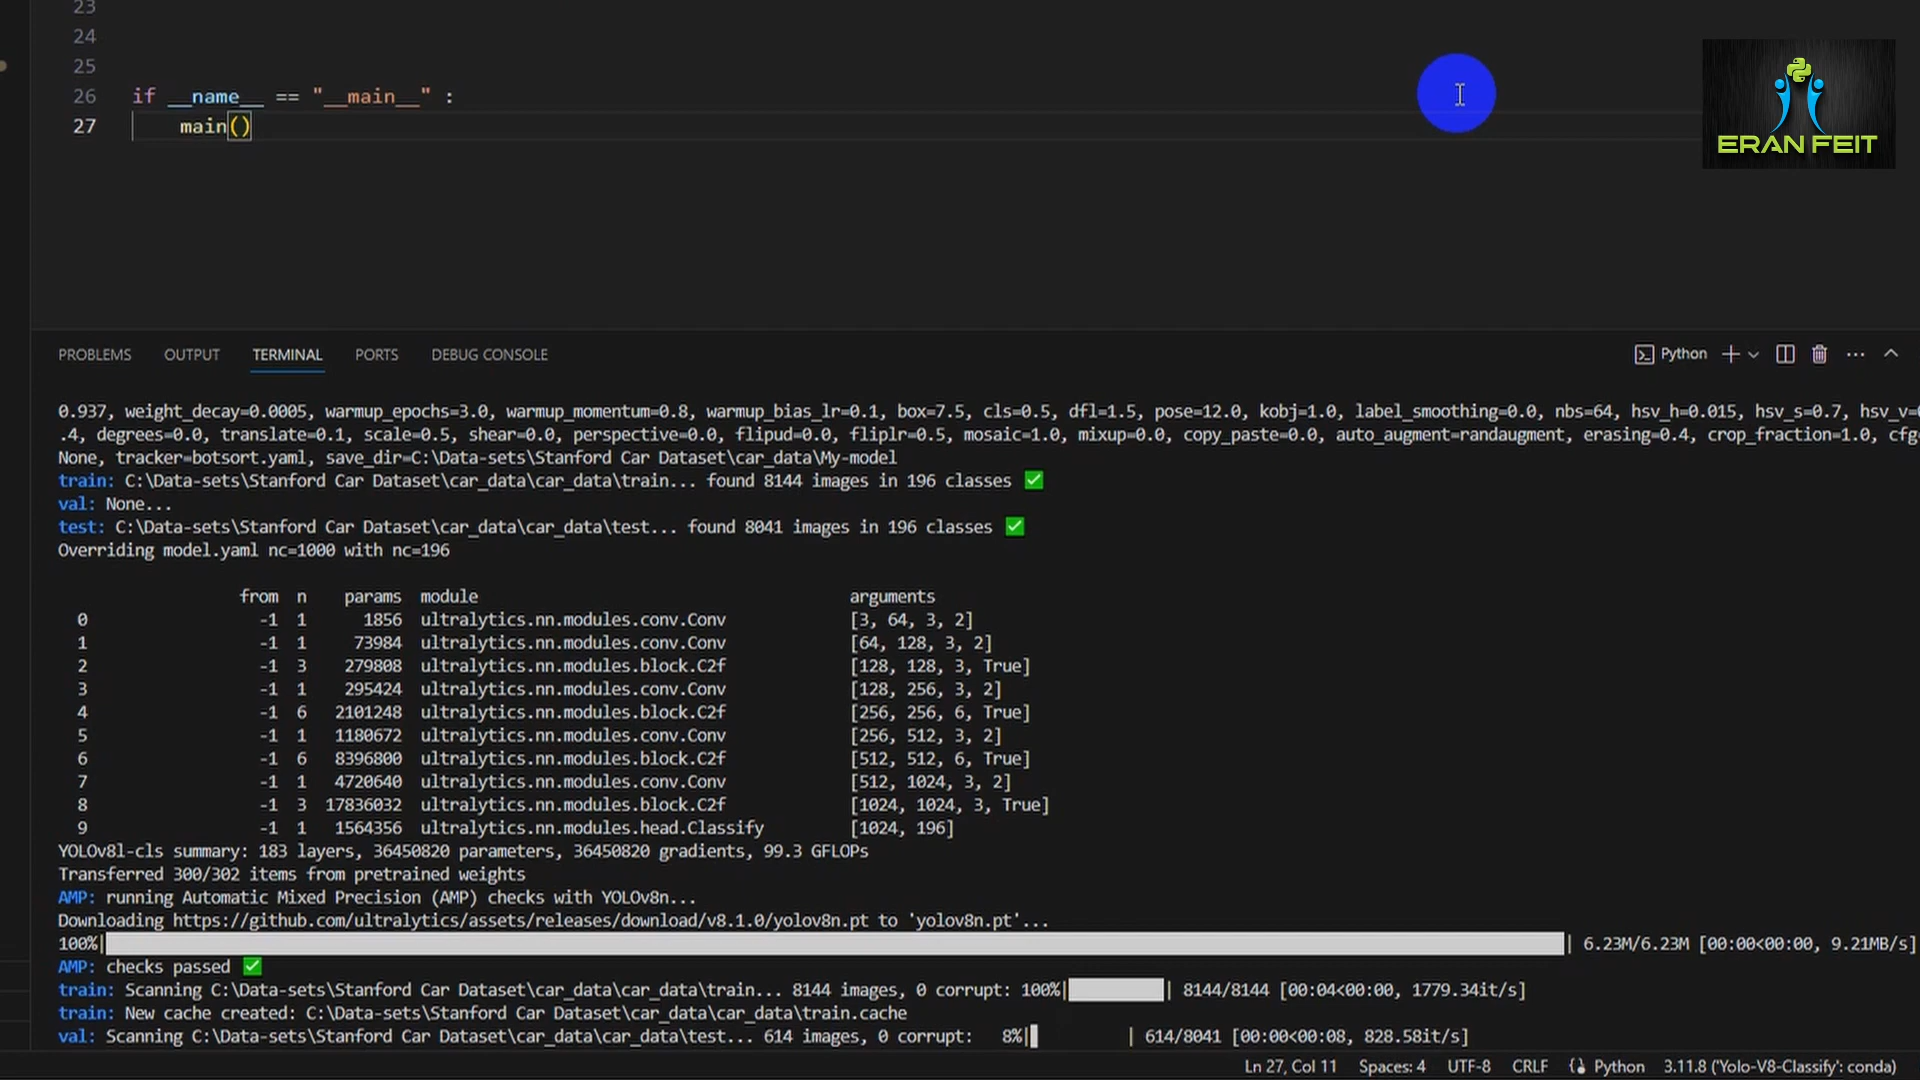 23
24
25
26 if __name__ == "__main__" :
27 main()
ERAN FEIT
PROBLEMS OUTPUT TERMINAL PORTS DEBUG CONSOLE Python
0.937, weight_decay=0.0005, warmup_epochs=3.0, warmup_momentum=0.8, warmup_bias_lr=0.1, box=7.5, cls=0.5, dfl=1.5, pose=12.0, kobj=1.0, label_smoothing=0.0, nbs=64, hsv_h=0.015, hsv_s=0.7, hsv_v=0
.4, degrees=0.0, translate=0.1, scale=0.5, shear=0.0, perspective=0.0, flipud=0.0, fliplr=0.5, mosaic=1.0, mixup=0.0, copy_paste=0.0, auto_augment=randaugment, erasing=0.4, crop_fraction=1.0, cfg=
None, tracker=botsort.yaml, save_dir=C:\Data-sets\Stanford Car Dataset\car_data\My-model
train: C:\Data-sets\Stanford Car Dataset\car_data\car_data\train... found 8144 images in 196 classes ✅
val: None...
test: C:\Data-sets\Stanford Car Dataset\car_data\car_data\test... found 8041 images in 196 classes ✅
Overriding model.yaml nc=1000 with nc=196
from n params module arguments
0 -1 1 1856 ultralytics.nn.modules.conv.Conv [3, 64, 3, 2]
1 -1 1 73984 ultralytics.nn.modules.conv.Conv [64, 128, 3, 2]
2 -1 3 279808 ultralytics.nn.modules.block.C2f [128, 128, 3, True]
3 -1 1 295424 ultralytics.nn.modules.conv.Conv [128, 256, 3, 2]
4 -1 6 2101248 ultralytics.nn.modules.block.C2f [256, 256, 6, True]
5 -1 1 1180672 ultralytics.nn.modules.conv.Conv [256, 512, 3, 2]
6 -1 6 8396800 ultralytics.nn.modules.block.C2f [512, 512, 6, True]
7 -1 1 4720640 ultralytics.nn.modules.conv.Conv [512, 1024, 3, 2]
8 -1 3 17836032 ultralytics.nn.modules.block.C2f [1024, 1024, 3, True]
9 -1 1 1564356 ultralytics.nn.modules.head.Classify [1024, 196]
YOLOv8l-cls summary: 183 layers, 36450820 parameters, 36450820 gradients, 99.3 GFLOPs
Transferred 300/302 items from pretrained weights
AMP: running Automatic Mixed Precision (AMP) checks with YOLOv8n...
Downloading https://github.com/ultralytics/assets/releases/download/v8.1.0/yolov8n.pt to 'yolov8n.pt'...
100%| | 6.23M/6.23M [00:00<00:00, 9.21MB/s]
AMP: checks passed ✅
train: Scanning C:\Data-sets\Stanford Car Dataset\car_data\car_data\train... 8144 images, 0 corrupt: 100%| | 8144/8144 [00:04<00:00, 1779.34it/s]
train: New cache created: C:\Data-sets\Stanford Car Dataset\car_data\car_data\train.cache
val: Scanning C:\Data-sets\Stanford Car Dataset\car_data\car_data\test... 614 images, 0 corrupt: 8%| | 614/8041 [00:00<00:08, 828.58it/s]
Ln 27, Col 11 Spaces: 4 UTF-8 CRLF Python 3.11.8 ('Yolo-V8-Classify': conda)